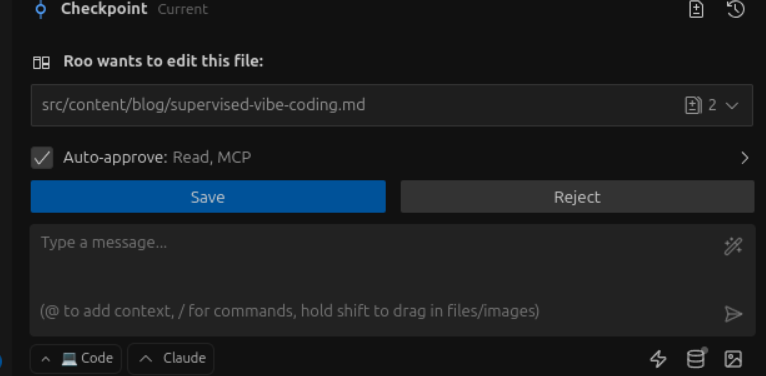 Checkpoint Current
Roo wants to edit this file:
src/content/blog/supervised-vibe-coding.md 2
Auto-approve: Read, MCP
Save Reject
Type a message...
(@ to add context, / for commands, hold shift to drag in files/images)
Code Claude